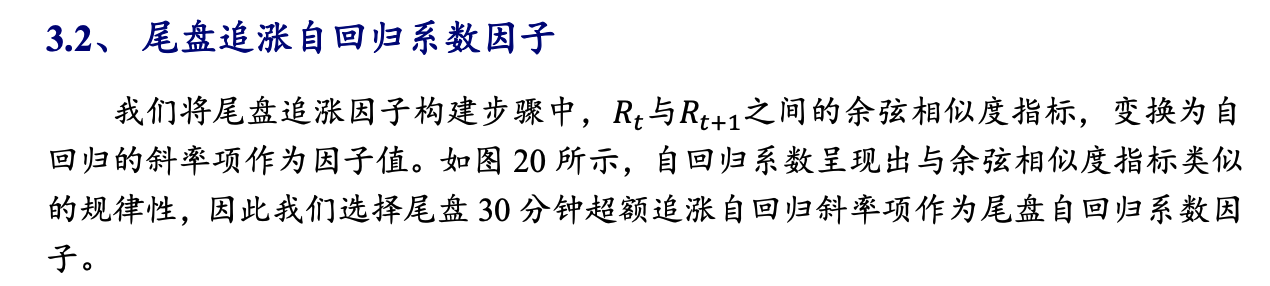 3.2、 尾盘追涨自回归系数因子
我们将尾盘追涨因子构建步骤中，Rₜ与Rₜ₊₁之间的余弦相似度指标，变换为自
回归的斜率项作为因子值。如图 20 所示，自回归系数呈现出与余弦相似度指标类似
的规律性，因此我们选择尾盘 30 分钟超额追涨自回归斜率项作为尾盘自回归系数因
子。